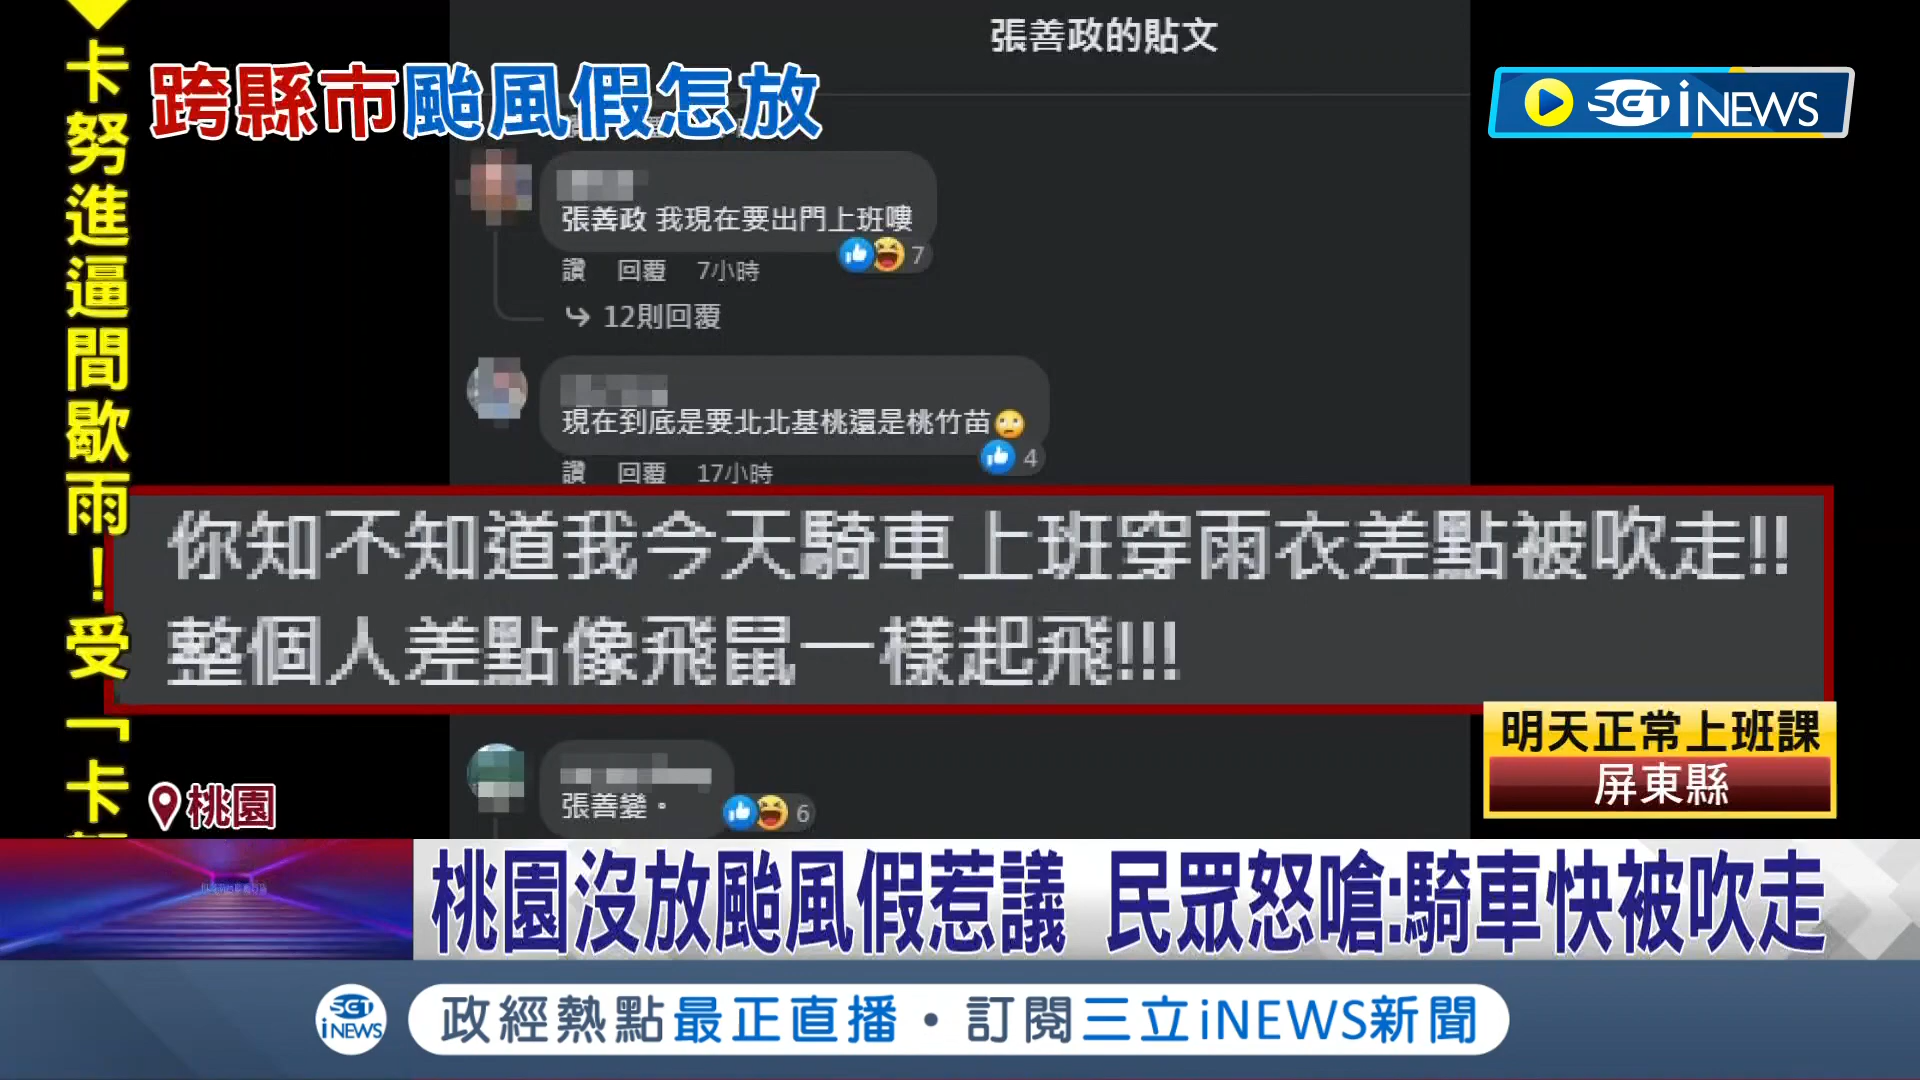 張善政的貼文
跨縣市颱風假怎放
SET iNEWS
卡努進逼間歇雨！受「卡
張善政 我現在要出門上班嘍
7
讚 回覆 7小時
12則回覆
現在到底是要北北基桃還是桃竹苗
4
讚 回覆 17小時
你知不知道我今天騎車上班穿雨衣差點被吹走!!
整個人差點像飛鼠一樣起飛!!!
明天正常上班課
屏東縣
張善變。
6
桃園
桃園沒放颱風假惹議 民眾怒嗆:騎車快被吹走
SET iNEWS
政經熱點最正直播・訂閱三立iNEWS新聞